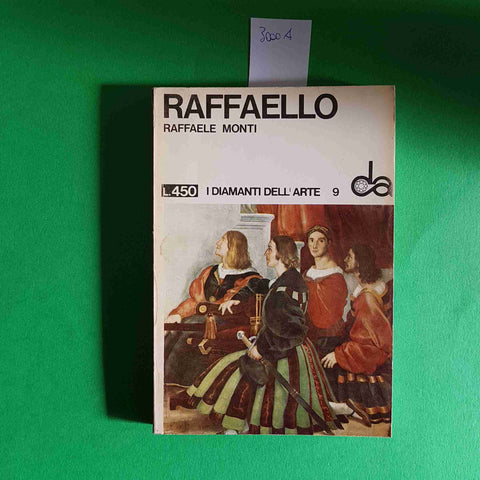 3000 A
RAFFAELLO
RAFFAELE MONTI
L.450 I DIAMANTI DELL'ARTE 9
da